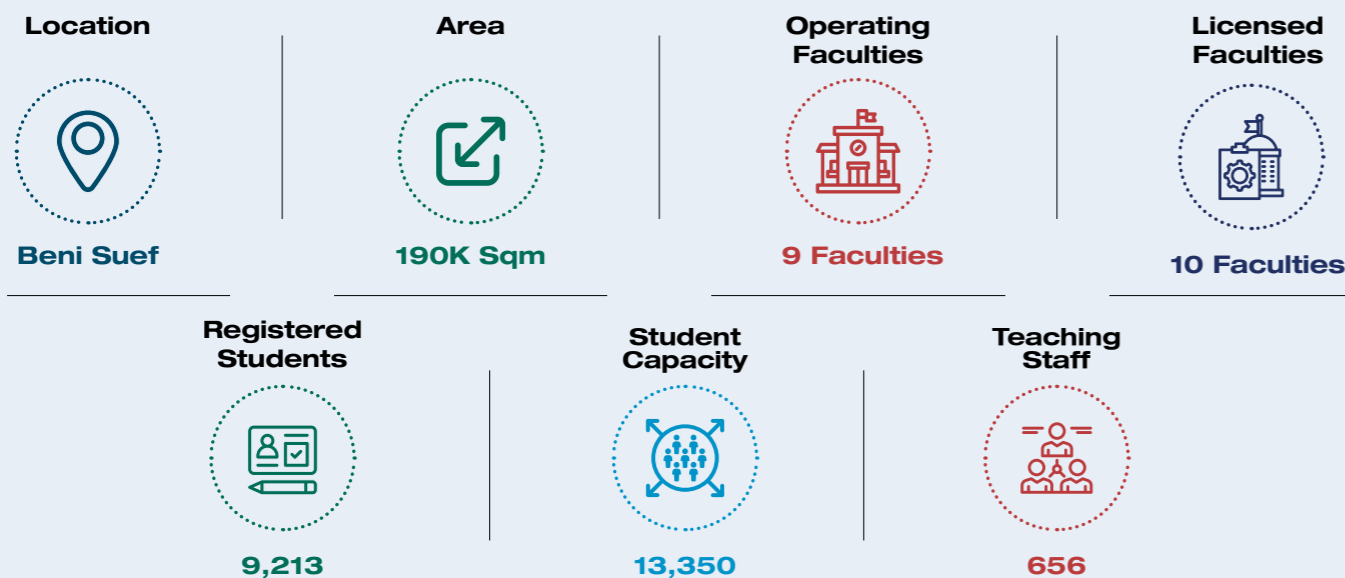 Location
Area
Operating
Faculties
Licensed
Faculties
Beni Suef
190K Sqm
9 Faculties
10 Faculties
Registered
Students
Student
Capacity
Teaching
Staff
9,213
13,350
656